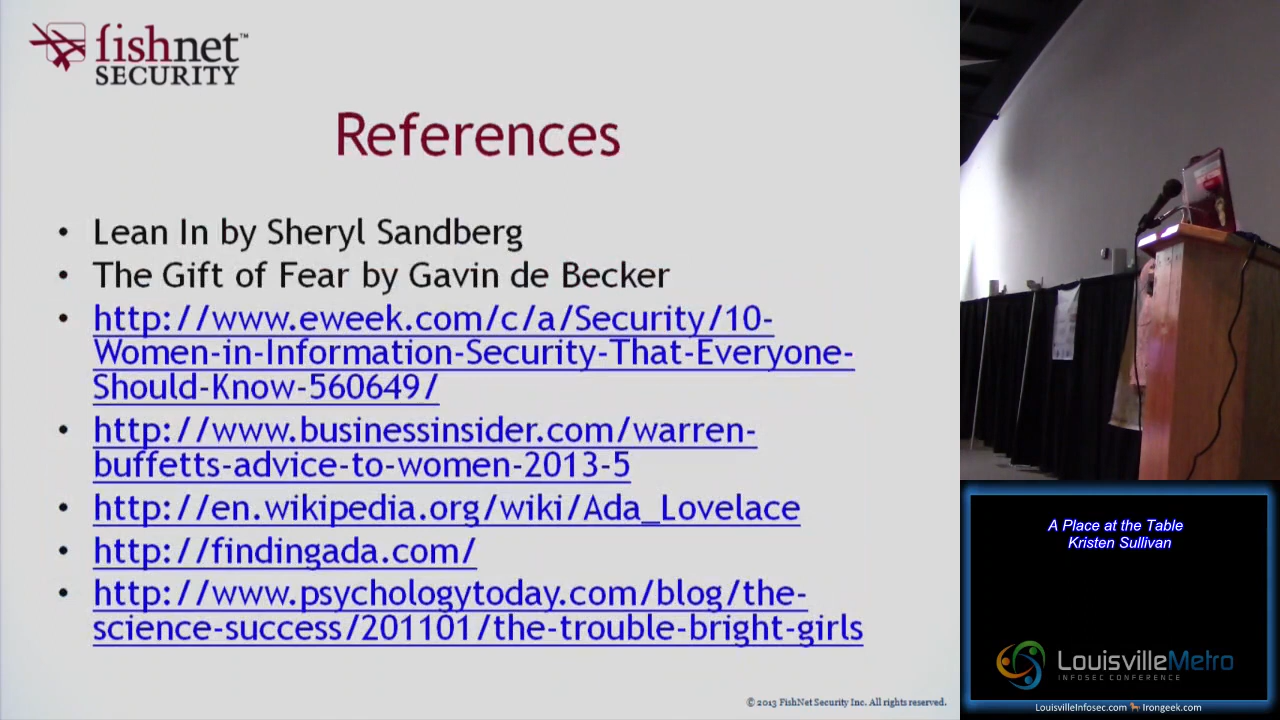 fishnet™
SECURITY
References
• Lean In by Sheryl Sandberg
• The Gift of Fear by Gavin de Becker
• http://www.eweek.com/c/a/Security/10-
Women-in-Information-Security-That-Everyone-
Should-Know-560649/
• http://www.businessinsider.com/warren-
buffetts-advice-to-women-2013-5
• http://en.wikipedia.org/wiki/Ada_Lovelace
• http://findingada.com/
• http://www.psychologytoday.com/blog/the-
science-success/201101/the-trouble-bright-girls
© 2013 FishNet Security Inc. All rights reserved.
A Place at the Table
Kristen Sullivan
LouisvilleMetro
INFOSEC CONFERENCE
LouisvilleInfosec.com Irongeek.com